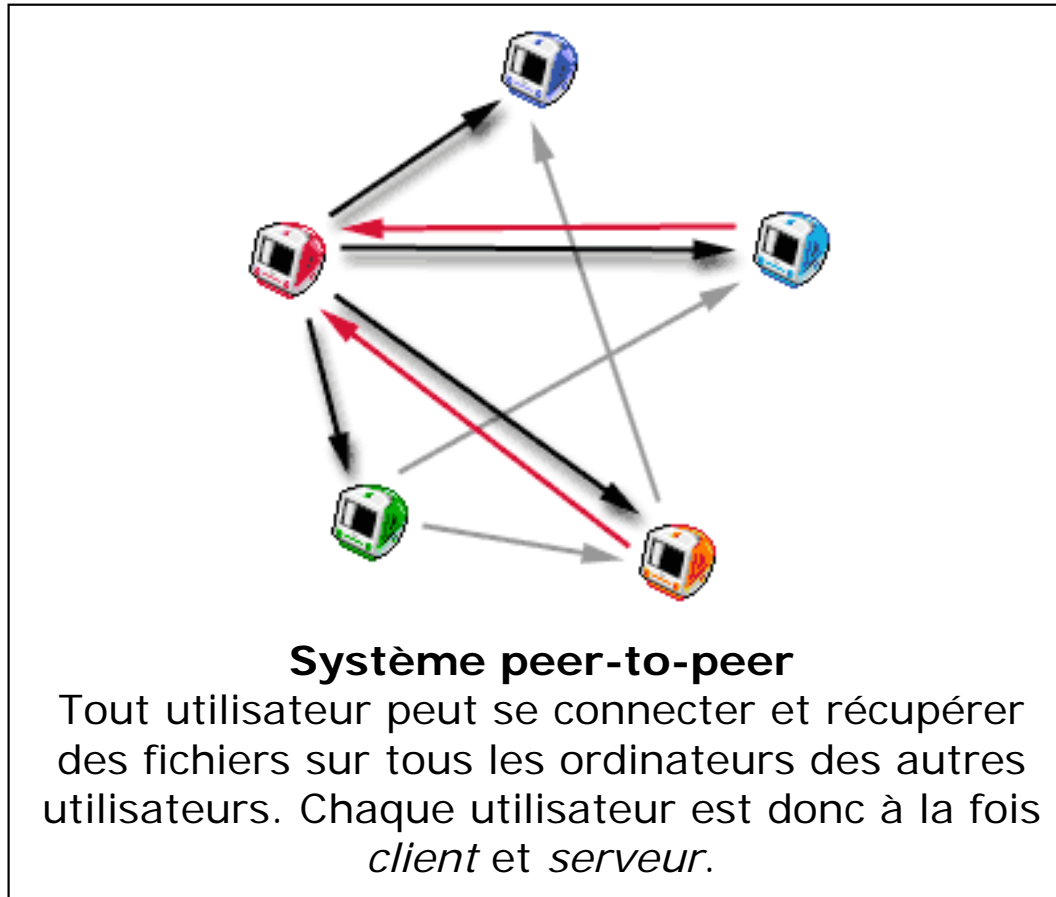 Système peer-to-peer
Tout utilisateur peut se connecter et récupérer
des fichiers sur tous les ordinateurs des autres
utilisateurs. Chaque utilisateur est donc à la fois
client et serveur.